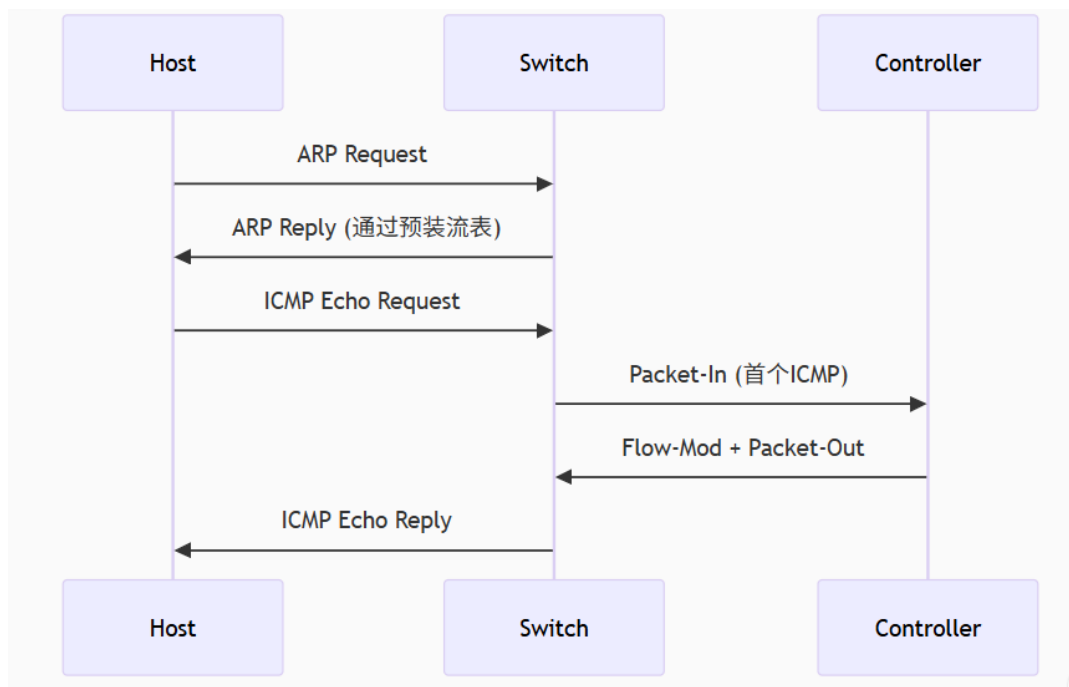 Host
Switch
Controller
ARP Request
ARP Reply (通过预装流表)
ICMP Echo Request
Packet-In (首个ICMP)
Flow-Mod + Packet-Out
ICMP Echo Reply
Host
Switch
Controller